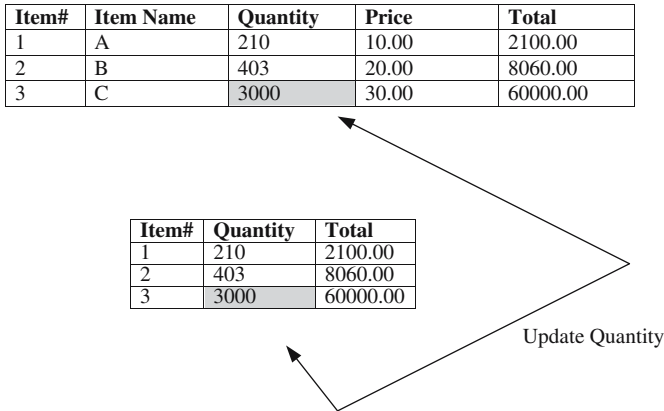 Item# Item Name Quantity Price Total
1 A 210 10.00 2100.00
2 B 403 20.00 8060.00
3 C 3000 30.00 60000.00
Item# Quantity Total
1 210 2100.00
2 403 8060.00
3 3000 60000.00
Update Quantity